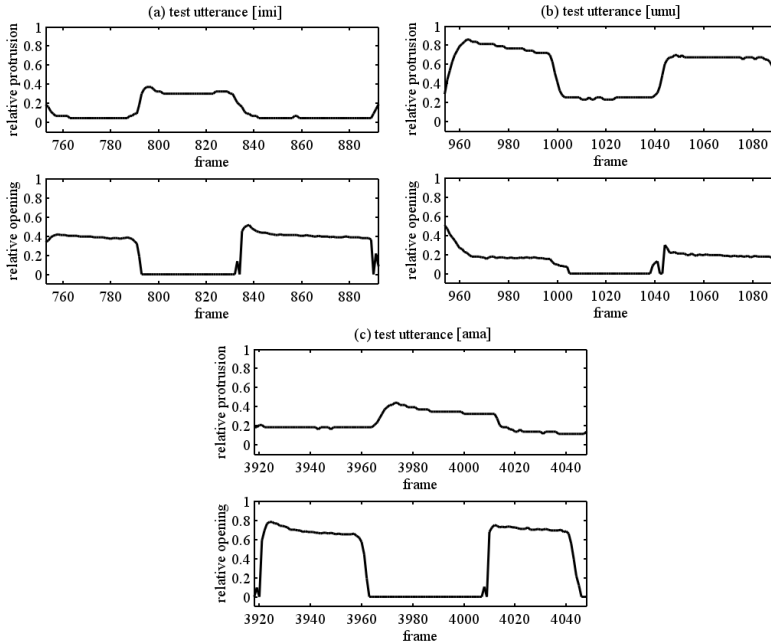 (a) test utterance [imi]
relative protrusion
1
0.8
0.6
0.4
0.2
0
760 780 800 820 840 860 880
frame
relative opening
1
0.8
0.6
0.4
0.2
0
760 780 800 820 840 860 880
frame
(b) test utterance [umu]
relative protrusion
1
0.8
0.6
0.4
0.2
0
960 980 1000 1020 1040 1060 1080
frame
relative opening
1
0.8
0.6
0.4
0.2
0
960 980 1000 1020 1040 1060 1080
frame
(c) test utterance [ama]
relative protrusion
1
0.8
0.6
0.4
0.2
0
3920 3940 3960 3980 4000 4020 4040
frame
relative opening
1
0.8
0.6
0.4
0.2
0
3920 3940 3960 3980 4000 4020 4040
frame